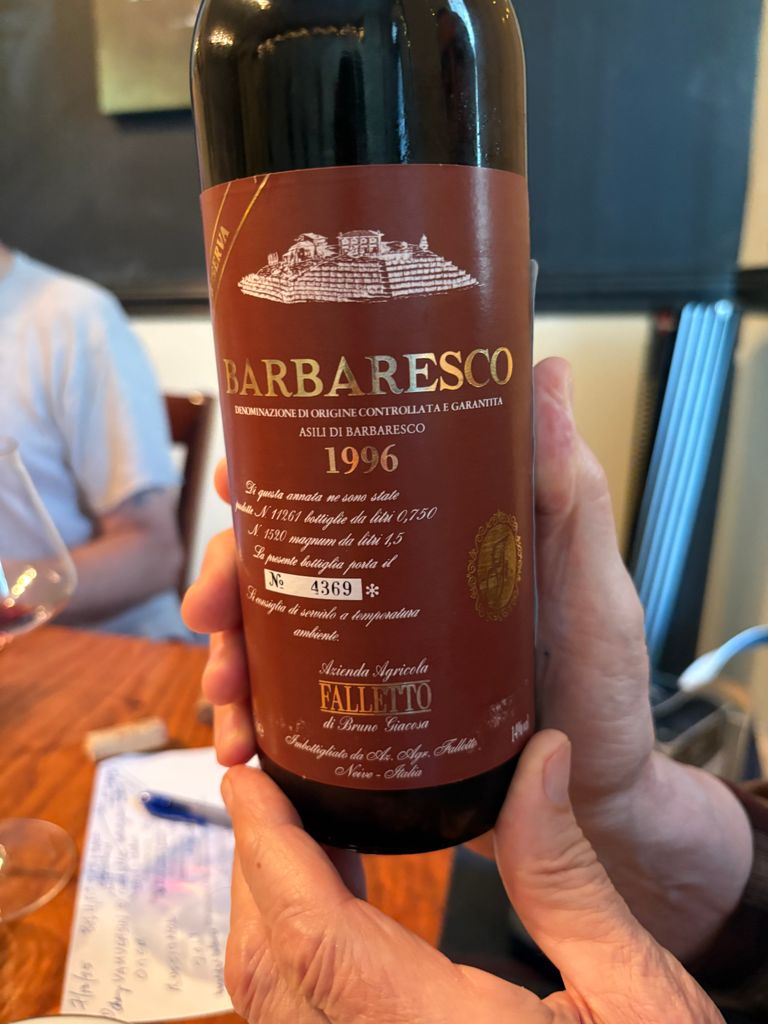 BARBARESCO
DENOMINAZIONE DI ORIGINE CONTROLLATA E GARANTITA
ASILI DI BARBARESCO
1996
Di questa annata ne sono state
prodotte N 11261 bottiglie da litri 0,750
N 1520 magnum da litri 1,5
La presente bottiglia porta il
No 4369 *
Si consiglia di servirlo a temperatura
ambiente.
Azienda Agricola
FALLETTO
di Bruno Giacosa
Imbottigliato da Az. Agr. Falletto
Neive - Italia
14% vol